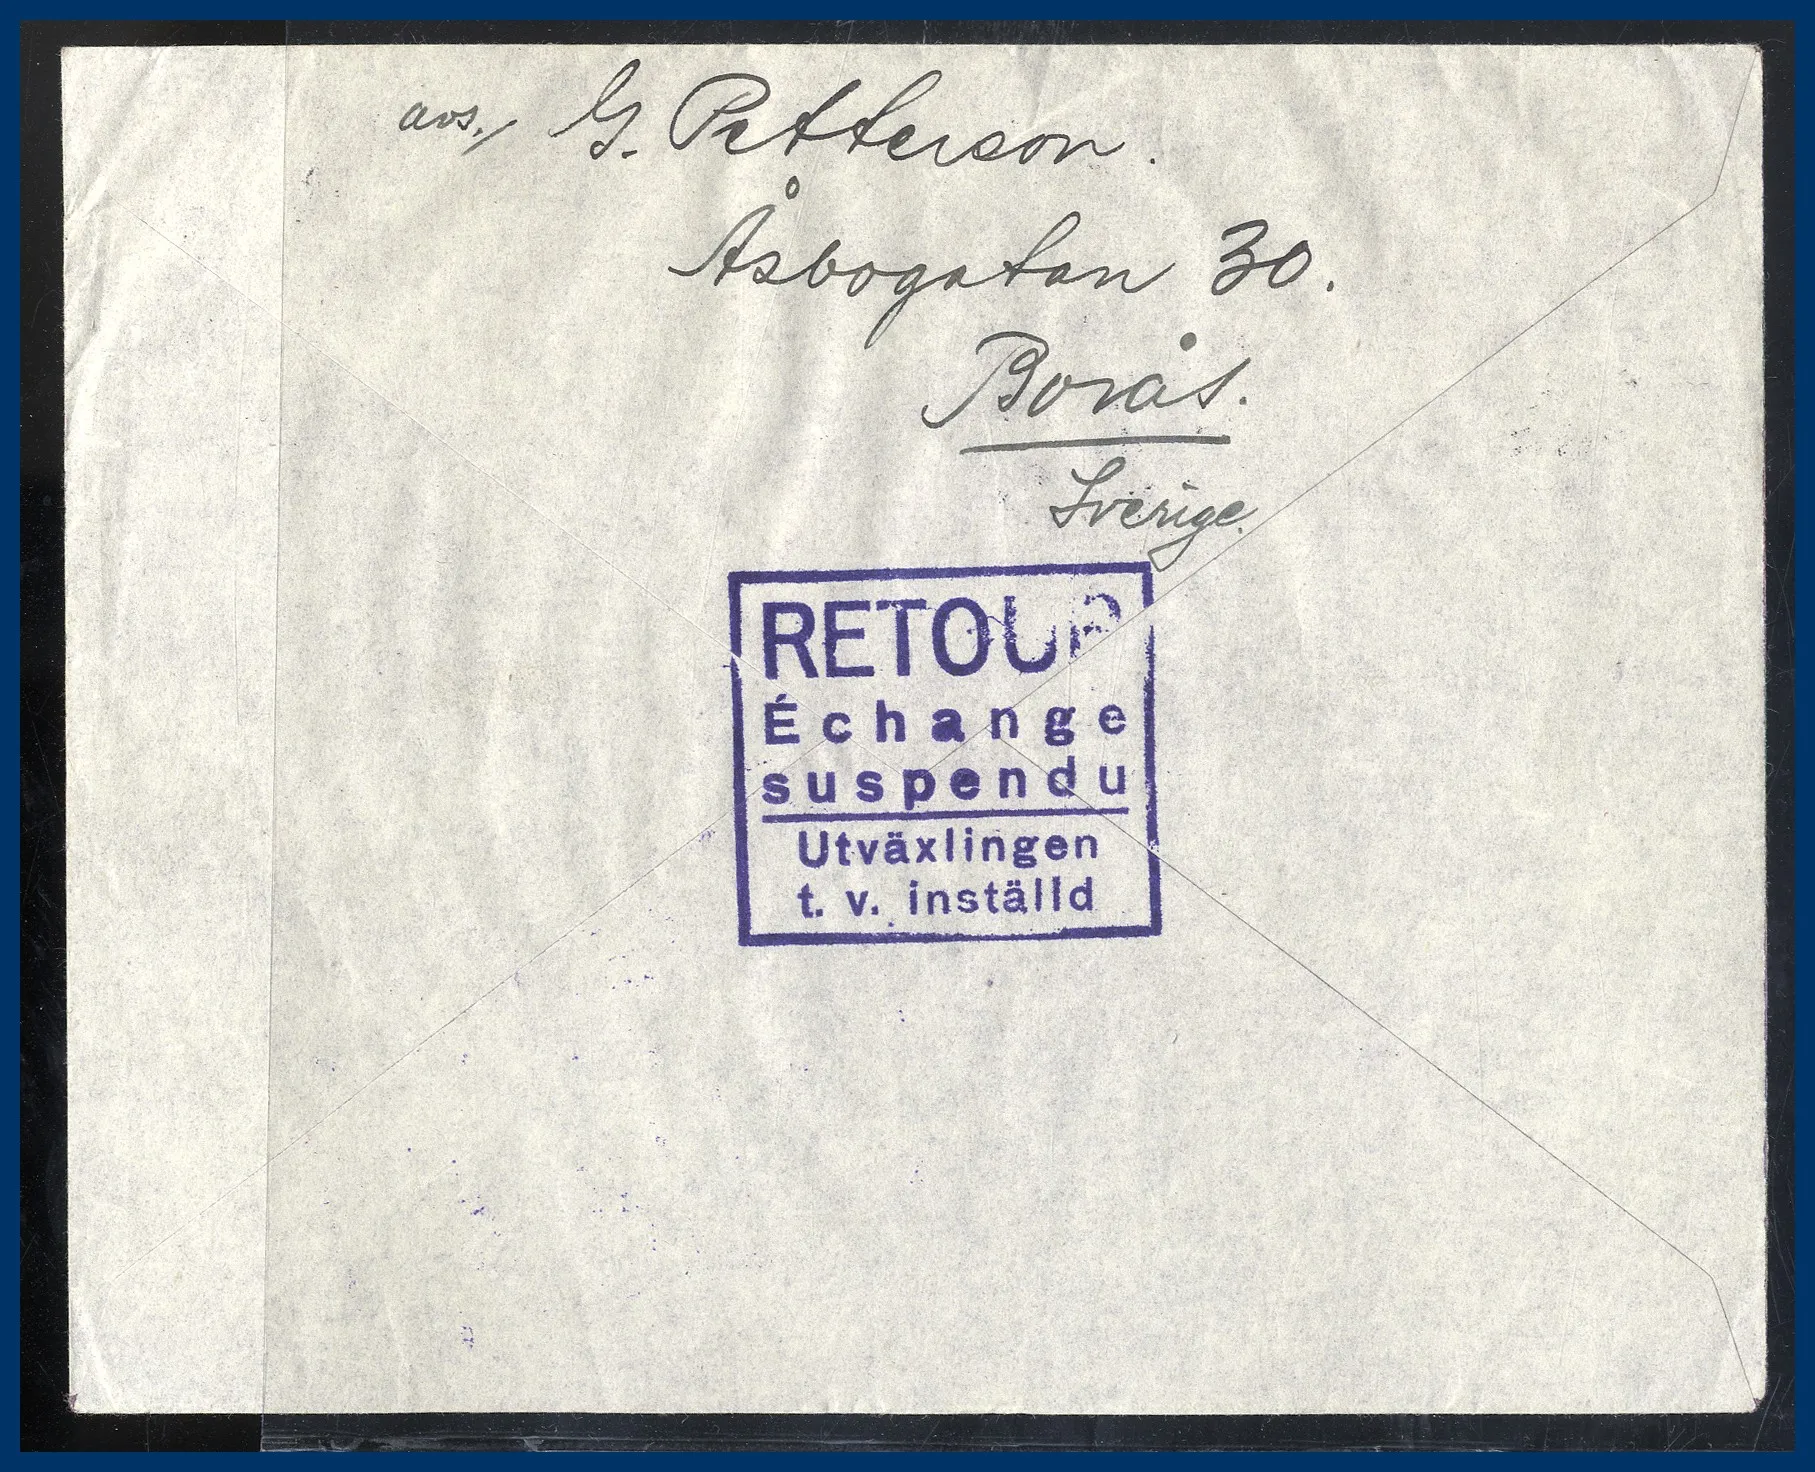 avs./ G. Petterson.
Åsbogatan 30.
Borås.
Sverige.
RETOUR
Échange
suspendu
Utväxlingen
t. v. inställd